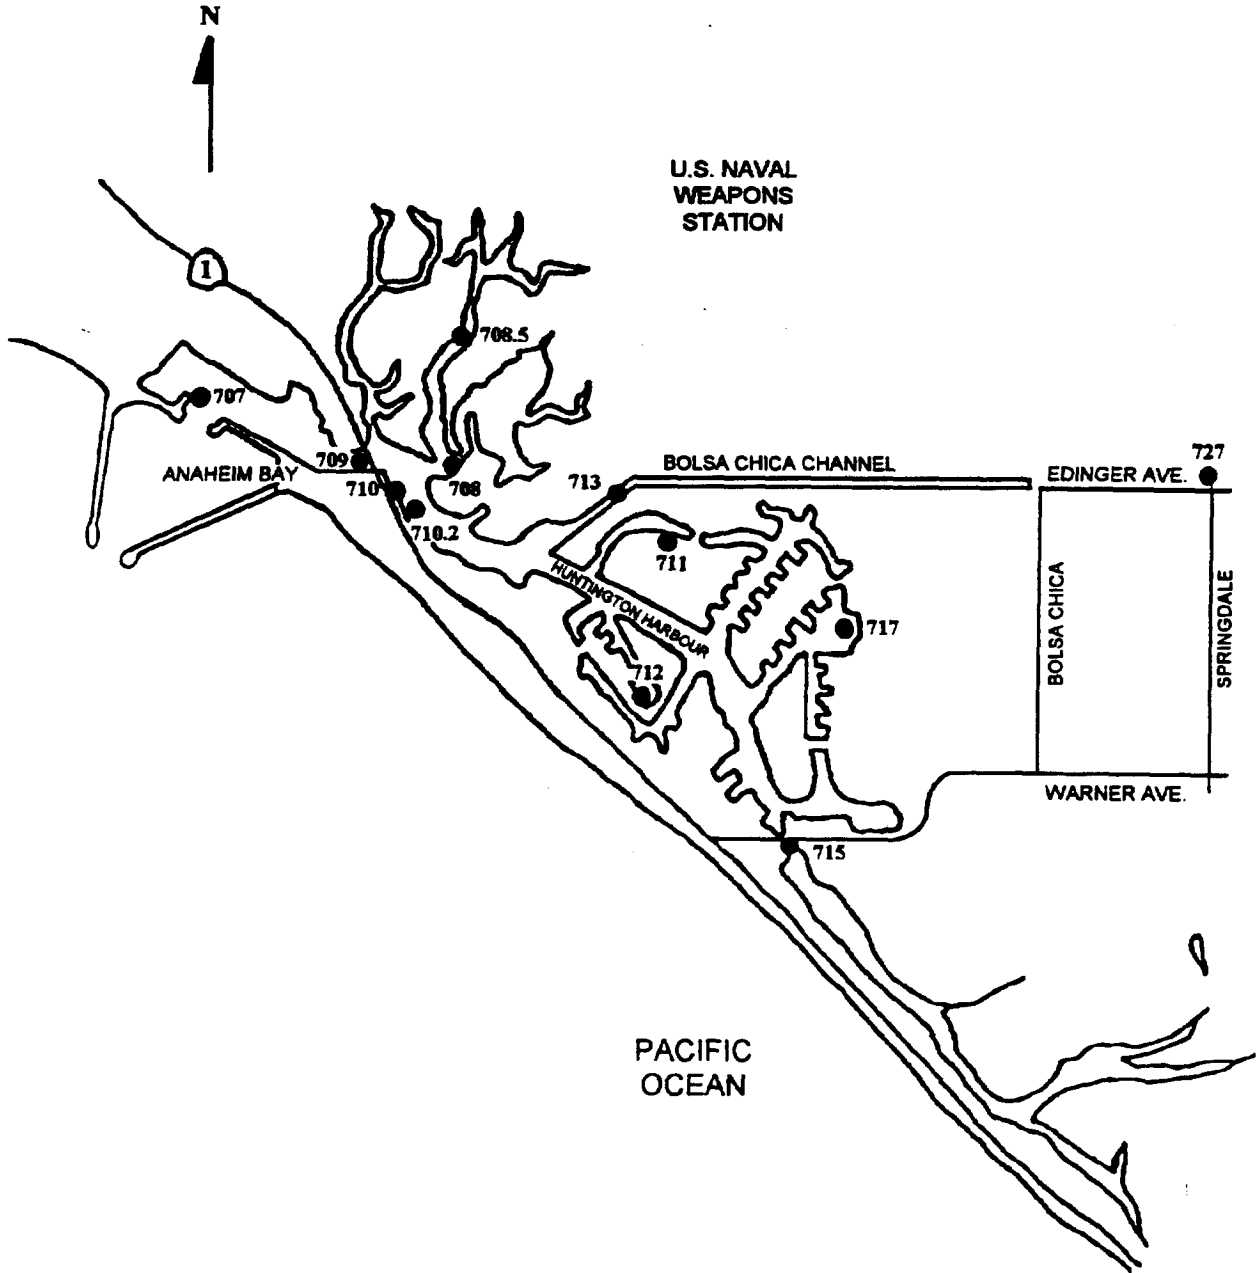 N
U.S. NAVAL
WEAPONS
STATION
1
708.5
707
709
ANAHEIM BAY
710
708
710.2
713
BOLSA CHICA CHANNEL
727
EDINGER AVE.
711
HUNTINGTON HARBOUR
717
712
BOLSA CHICA
SPRINGDALE
WARNER AVE.
715
PACIFIC
OCEAN